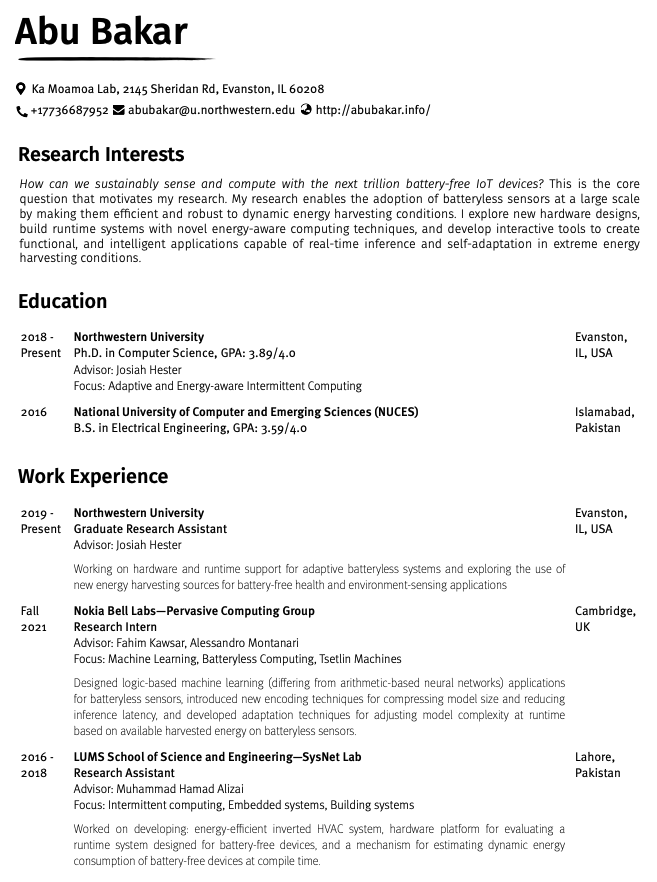 Abu Bakar
Ka Moamoa Lab, 2145 Sheridan Rd, Evanston, IL 60208
+17736687952 abubakar@u.northwestern.edu http://abubakar.info/
Research Interests
How can we sustainably sense and compute with the next trillion battery-free IoT devices? This is the core
question that motivates my research. My research enables the adoption of batteryless sensors at a large scale
by making them efficient and robust to dynamic energy harvesting conditions. I explore new hardware designs,
build runtime systems with novel energy-aware computing techniques, and develop interactive tools to create
functional, and intelligent applications capable of real-time inference and self-adaptation in extreme energy
harvesting conditions.
Education
2018 - Northwestern University Evanston,
Present Ph.D. in Computer Science, GPA: 3.89/4.0 IL, USA
Advisor: Josiah Hester
Focus: Adaptive and Energy-aware Intermittent Computing
2016 National University of Computer and Emerging Sciences (NUCES) Islamabad,
B.S. in Electrical Engineering, GPA: 3.59/4.0 Pakistan
Work Experience
2019 - Northwestern University Evanston,
Present Graduate Research Assistant IL, USA
Advisor: Josiah Hester
Working on hardware and runtime support for adaptive batteryless systems and exploring the use of
new energy harvesting sources for battery-free health and environment-sensing applications
Fall Nokia Bell Labs—Pervasive Computing Group Cambridge,
2021 Research Intern UK
Advisor: Fahim Kawsar, Alessandro Montanari
Focus: Machine Learning, Batteryless Computing, Tsetlin Machines
Designed logic-based machine learning (differing from arithmetic-based neural networks) applications
for batteryless sensors, introduced new encoding techniques for compressing model size and reducing
inference latency, and developed adaptation techniques for adjusting model complexity at runtime
based on available harvested energy on batteryless sensors.
2016 - LUMS School of Science and Engineering—SysNet Lab Lahore,
2018 Research Assistant Pakistan
Advisor: Muhammad Hamad Alizai
Focus: Intermittent computing, Embedded systems, Building systems
Worked on developing: energy-efficient inverted HVAC system, hardware platform for evaluating a
runtime system designed for battery-free devices, and a mechanism for estimating dynamic energy
consumption of battery-free devices at compile time.